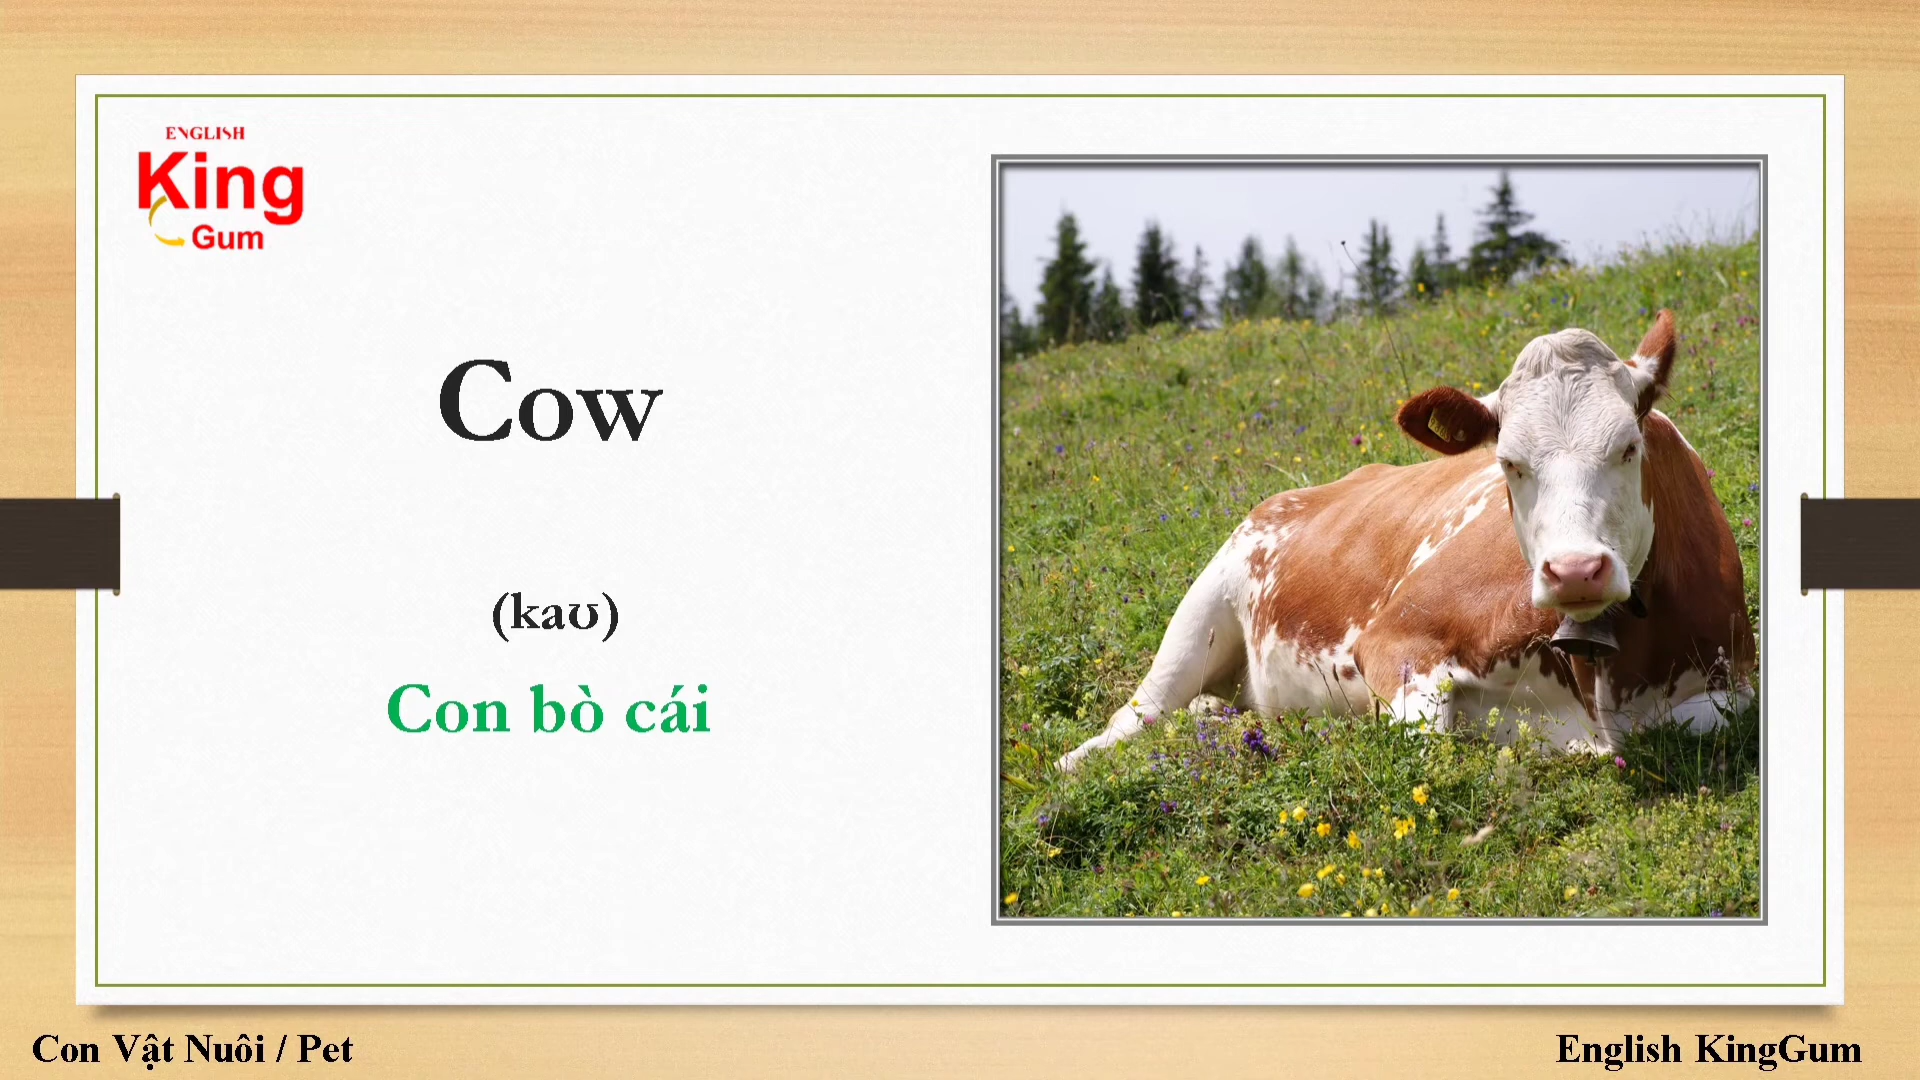 ENGLISH
King
Gum
Cow
(kaʊ)
Con bò cái
Con Vật Nuôi / Pet
English KingGum